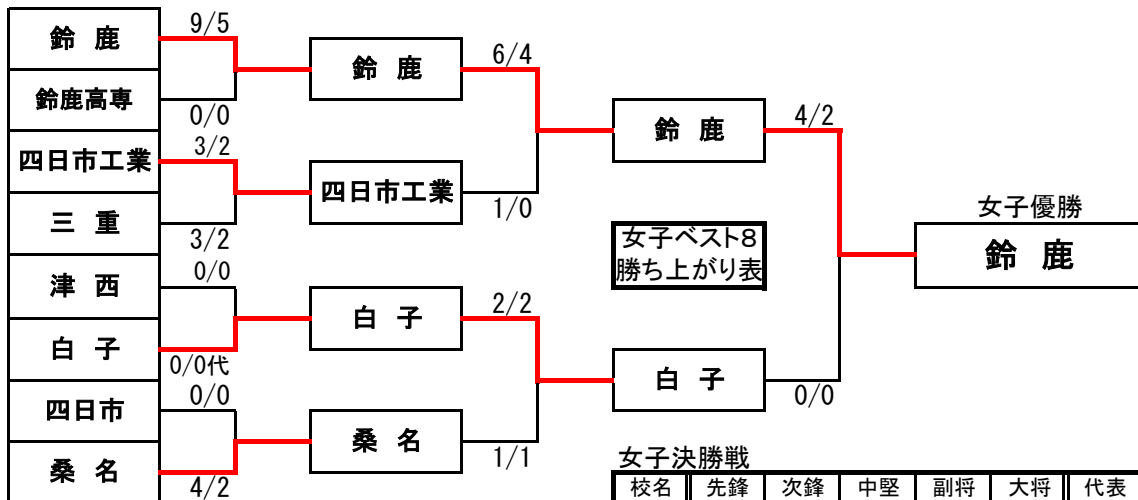 鈴 鹿
9/5
鈴鹿高専
0/0
四日市工業
3/2
三 重
3/2
津 西
0/0
白 子
0/0代
四日市
0/0
桑 名
4/2
鈴 鹿
6/4
四日市工業
1/0
白 子
2/2
桑 名
1/1
鈴 鹿
4/2
女子ベスト8
勝ち上がり表
白 子
0/0
女子優勝
鈴 鹿
女子決勝戦
校名 先鋒 次鋒 中堅 副将 大将 代表